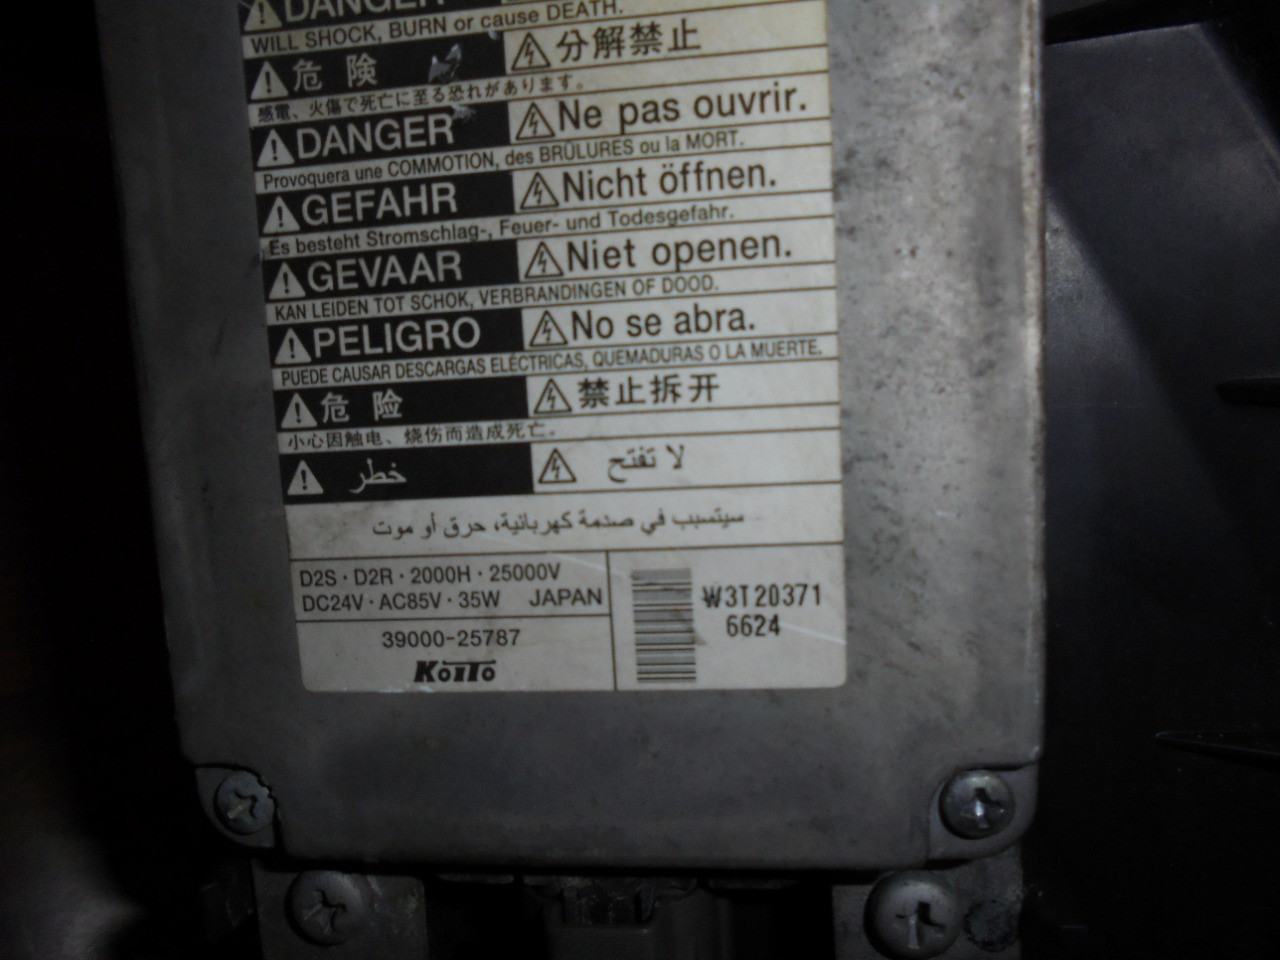 DANGER
WILL SHOCK, BURN or cause DEATH.
危 険 分解禁止
感電、火傷で死亡に至る恐れがあります。
DANGER Ne pas ouvrir.
Provoquera une COMMOTION, des BRÛLURES ou la MORT.
GEFAHR Nicht öffnen.
Es besteht Stromschlag-, Feuer- und Todesgefahr.
GEVAAR Niet openen.
KAN LEIDEN TOT SCHOK, VERBRANDINGEN OF DOOD.
PELIGRO No se abra.
PUEDE CAUSAR DESCARGAS ELÉCTRICAS, QUEMADURAS O LA MUERTE.
危 险 禁止拆开
小心因触电、烧伤而造成死亡.
خطر لا تفتح
سيتسبب في صدمة كهربائية، حرق أو موت
D2S・D2R・2000H・25000V
DC24V・AC85V・35W JAPAN
39000-25787
KOITO
W3T20371
6624